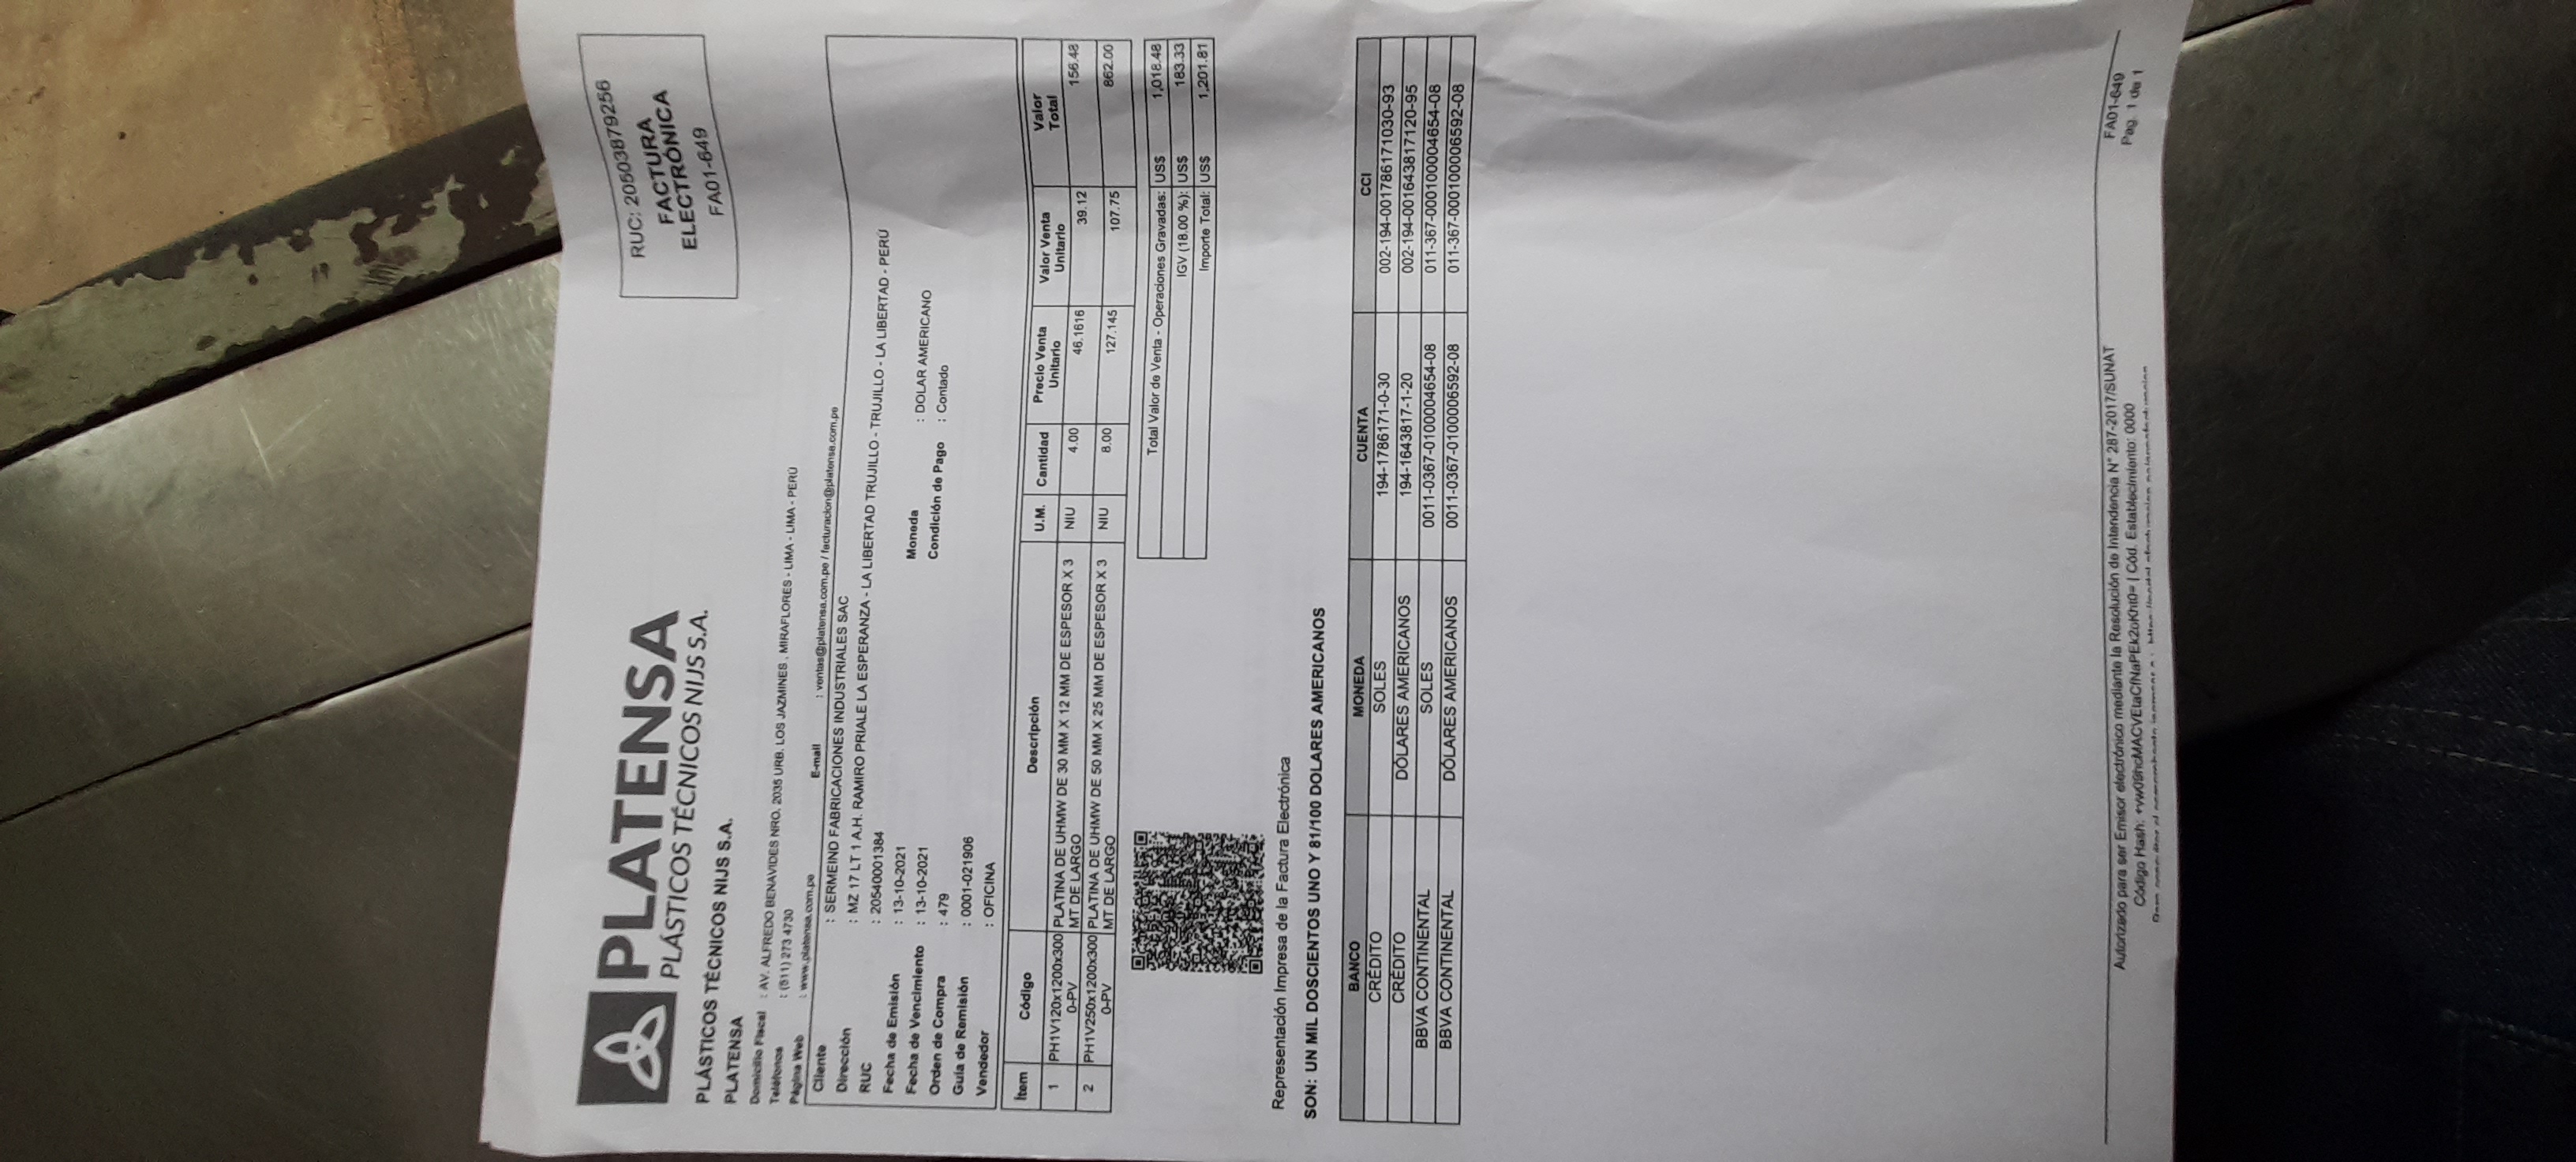 PLATENSA
PLÁSTICOS TÉCNICOS NIJS S.A.
RUC: 20503879256
FACTURA
ELECTRÓNICA
FA01-649
PLÁSTICOS TÉCNICOS NIJS S.A.
PLATENSA
Domicilio Fiscal : AV. ALFREDO BENAVIDES NRO. 2035 URB. LOS JAZMINES , MIRAFLORES - LIMA - LIMA - PERÚ
Teléfonos : (511) 273 4730
Página Web : www.platensa.com.pe E-mail : ventas@platensa.com.pe / facturacion@platensa.com.pe
Cliente : SERMEIND FABRICACIONES INDUSTRIALES SAC
Dirección : MZ 17 LT 1 A.H. RAMIRO PRIALE LA ESPERANZA - LA LIBERTAD TRUJILLO - TRUJILLO - LA LIBERTAD - PERÚ
RUC : 20540001384
Fecha de Emisión : 13-10-2021 Moneda : DOLAR AMERICANO
Fecha de Vencimiento : 13-10-2021 Condición de Pago : Contado
Orden de Compra : 479
Guía de Remisión : 0001-021906
Vendedor : OFICINA
Ítem Código Descripción U.M. Cantidad Precio Venta Unitario Valor Venta Unitario Valor Total
1 PH1V120x1200x300 PLATINA DE UHMW DE 30 MM X 12 MM DE ESPESOR X 3 NIU 4.00 46.1616 39.12 156.48
0-PV MT DE LARGO
2 PH1V250x1200x300 PLATINA DE UHMW DE 50 MM X 25 MM DE ESPESOR X 3 NIU 8.00 127.145 107.75 862.00
0-PV MT DE LARGO
Total Valor de Venta - Operaciones Gravadas: US$ 1,018.48
IGV (18.00 %): US$ 183.33
Importe Total: US$ 1,201.81
Representación Impresa de la Factura Electrónica
SON: UN MIL DOSCIENTOS UNO Y 81/100 DOLARES AMERICANOS
BANCO MONEDA CUENTA CCI
CRÉDITO SOLES 194-1786171-0-30 002-194-001786171030-93
CRÉDITO DÓLARES AMERICANOS 194-1643817-1-20 002-194-001643817120-95
BBVA CONTINENTAL SOLES 0011-0367-0100004654-08 011-367-000100004654-08
BBVA CONTINENTAL DÓLARES AMERICANOS 0011-0367-0100006592-08 011-367-000100006592-08
Autorizado para ser Emisor electrónico mediante la Resolución de Intendencia N° 287-2017/SUNAT
Código Hash: +vw09hcMACVEtaCfNaPEk2oKht0= | Cód. Establecimiento: 0000
FA01-649
Pag. 1 de 1